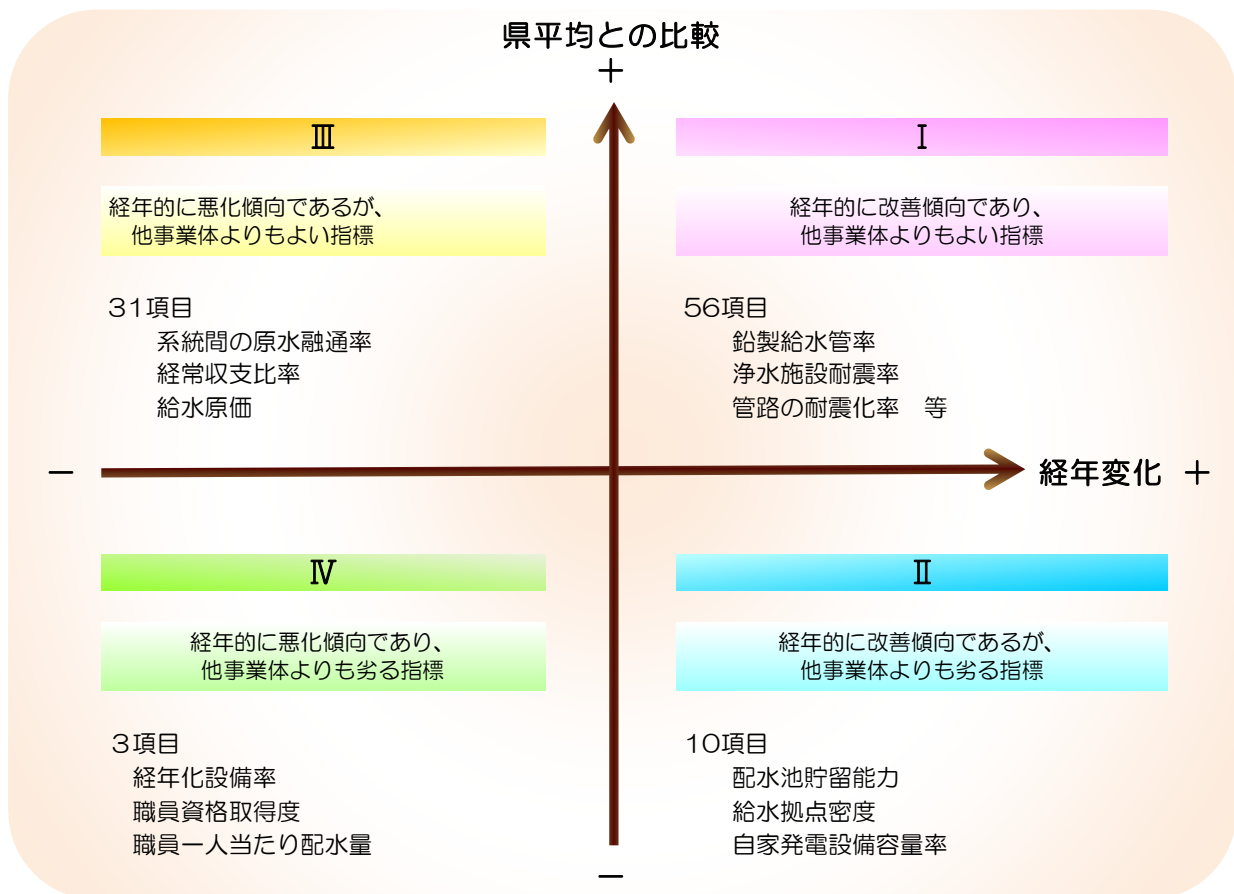 県平均との比較
＋
Ⅲ
経年的に悪化傾向であるが、
他事業体よりもよい指標
31項目
系統間の原水融通率
経常収支比率
給水原価
Ⅰ
経年的に改善傾向であり、
他事業体よりもよい指標
56項目
鉛製給水管率
浄水施設耐震率
管路の耐震化率　等
－
経年変化　＋
Ⅳ
経年的に悪化傾向であり、
他事業体よりも劣る指標
3項目
経年化設備率
職員資格取得度
職員一人当たり配水量
Ⅱ
経年的に改善傾向であるが、
他事業体よりも劣る指標
10項目
配水池貯留能力
給水拠点密度
自家発電設備容量率
－